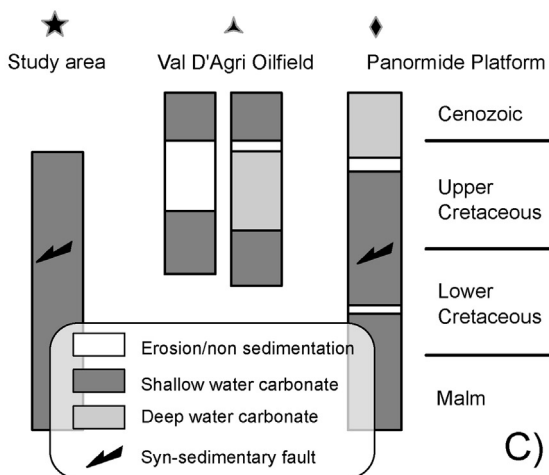 Study area
Val D'Agri Oilfield
Panormide Platform
Cenozoic
Upper
Cretaceous
Lower
Cretaceous
Malm
Erosion/non sedimentation
Shallow water carbonate
Deep water carbonate
Syn-sedimentary fault
C)